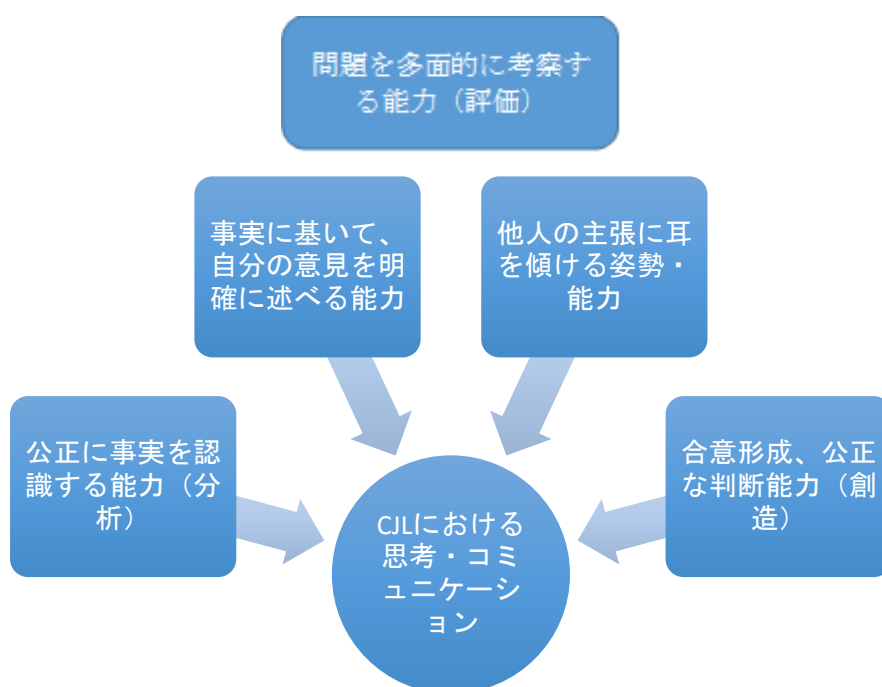 問題を多面的に考察す
る能力（評価）
事実に基いて、
自分の意見を明
確に述べる能力
他人の主張に耳
を傾ける姿勢・
能力
公正に事実を認
識する能力（分
析）
合意形成、公正
な判断能力（創
造）
CJLにおける
思考・コミ
ュニケーシ
ョン